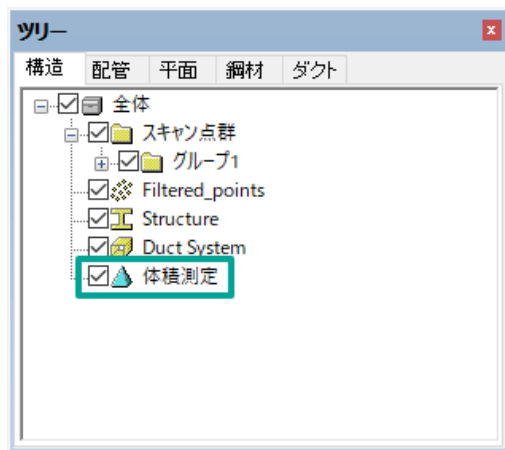 ツリー
構造 配管 平面 鋼材 ダクト
全体
スキャン点群
グループ1
Filtered_points
Structure
Duct System
体積測定